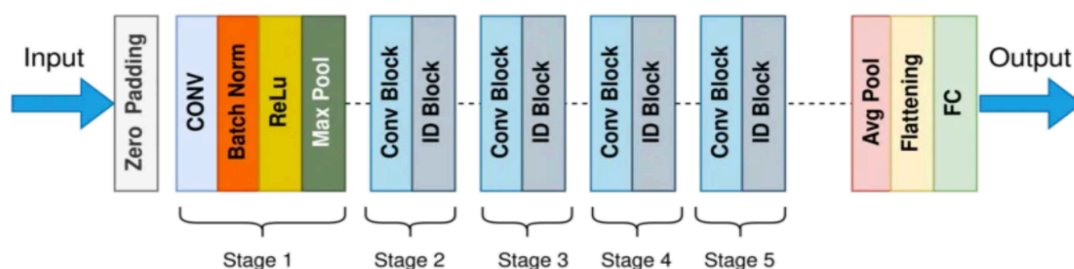 Input
Zero Padding
CONV
Batch Norm
ReLu
Max Pool
Conv Block
ID Block
Conv Block
ID Block
Conv Block
ID Block
Conv Block
ID Block
Avg Pool
Flattening
FC
Output
Stage 1
Stage 2
Stage 3
Stage 4
Stage 5